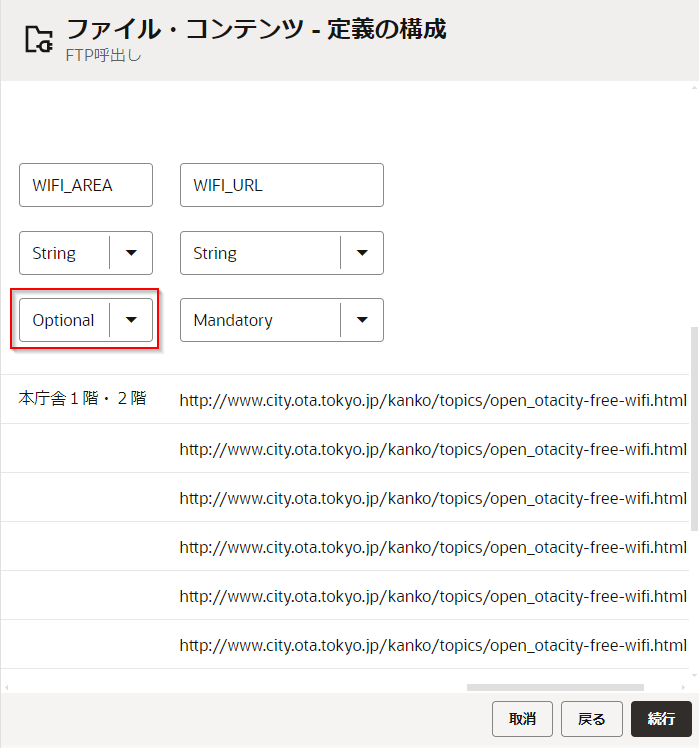 ファイル・コンテンツ - 定義の構成
FTP呼出し
WIFI_AREA WIFI_URL
String String
Optional Mandatory
本庁舎１階・２階 http://www.city.ota.tokyo.jp/kanko/topics/open_otacity-free-wifi.html
http://www.city.ota.tokyo.jp/kanko/topics/open_otacity-free-wifi.html
http://www.city.ota.tokyo.jp/kanko/topics/open_otacity-free-wifi.html
http://www.city.ota.tokyo.jp/kanko/topics/open_otacity-free-wifi.html
http://www.city.ota.tokyo.jp/kanko/topics/open_otacity-free-wifi.html
http://www.city.ota.tokyo.jp/kanko/topics/open_otacity-free-wifi.html
取消 戻る 続行